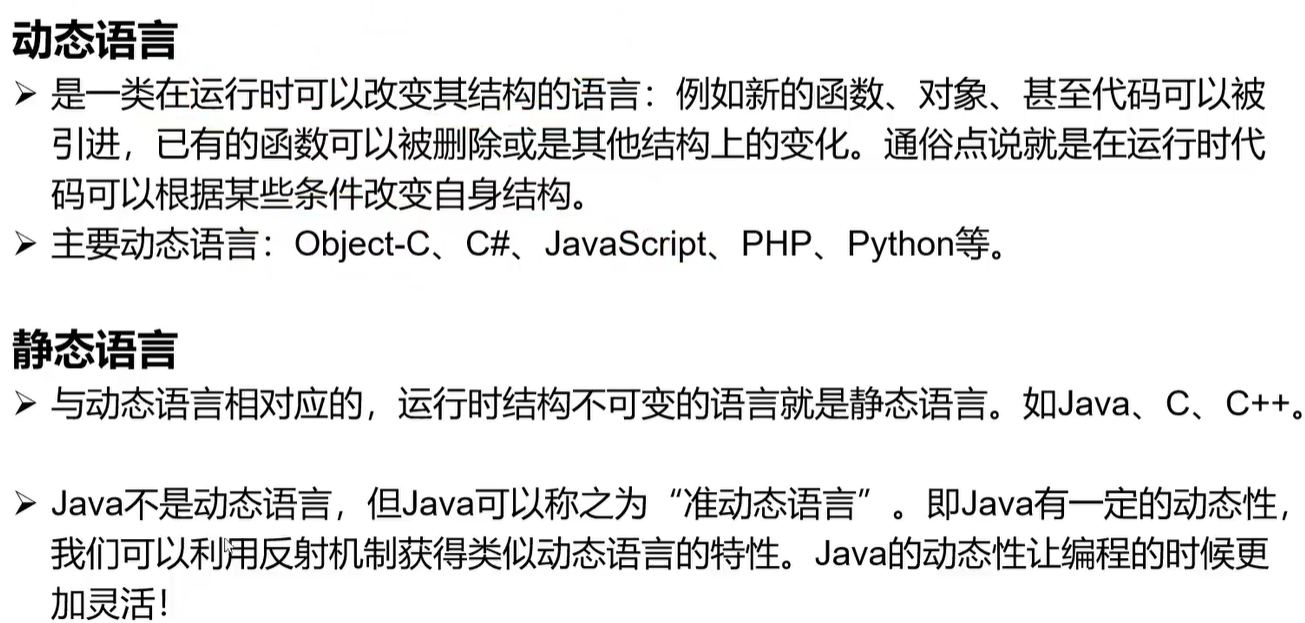 动态语言
➢ 是一类在运行时可以改变其结构的语言：例如新的函数、对象、甚至代码可以被
引进，已有的函数可以被删除或是其他结构上的变化。通俗点说就是在运行时代
码可以根据某些条件改变自身结构。
➢ 主要动态语言：Object-C、C#、JavaScript、PHP、Python等。
静态语言
➢ 与动态语言相对应的，运行时结构不可变的语言就是静态语言。如Java、C、C++。
➢ Java不是动态语言，但Java可以称之为“准动态语言”。即Java有一定的动态性，
我们可以利用反射机制获得类似动态语言的特性。Java的动态性让编程的时候更
加灵活！